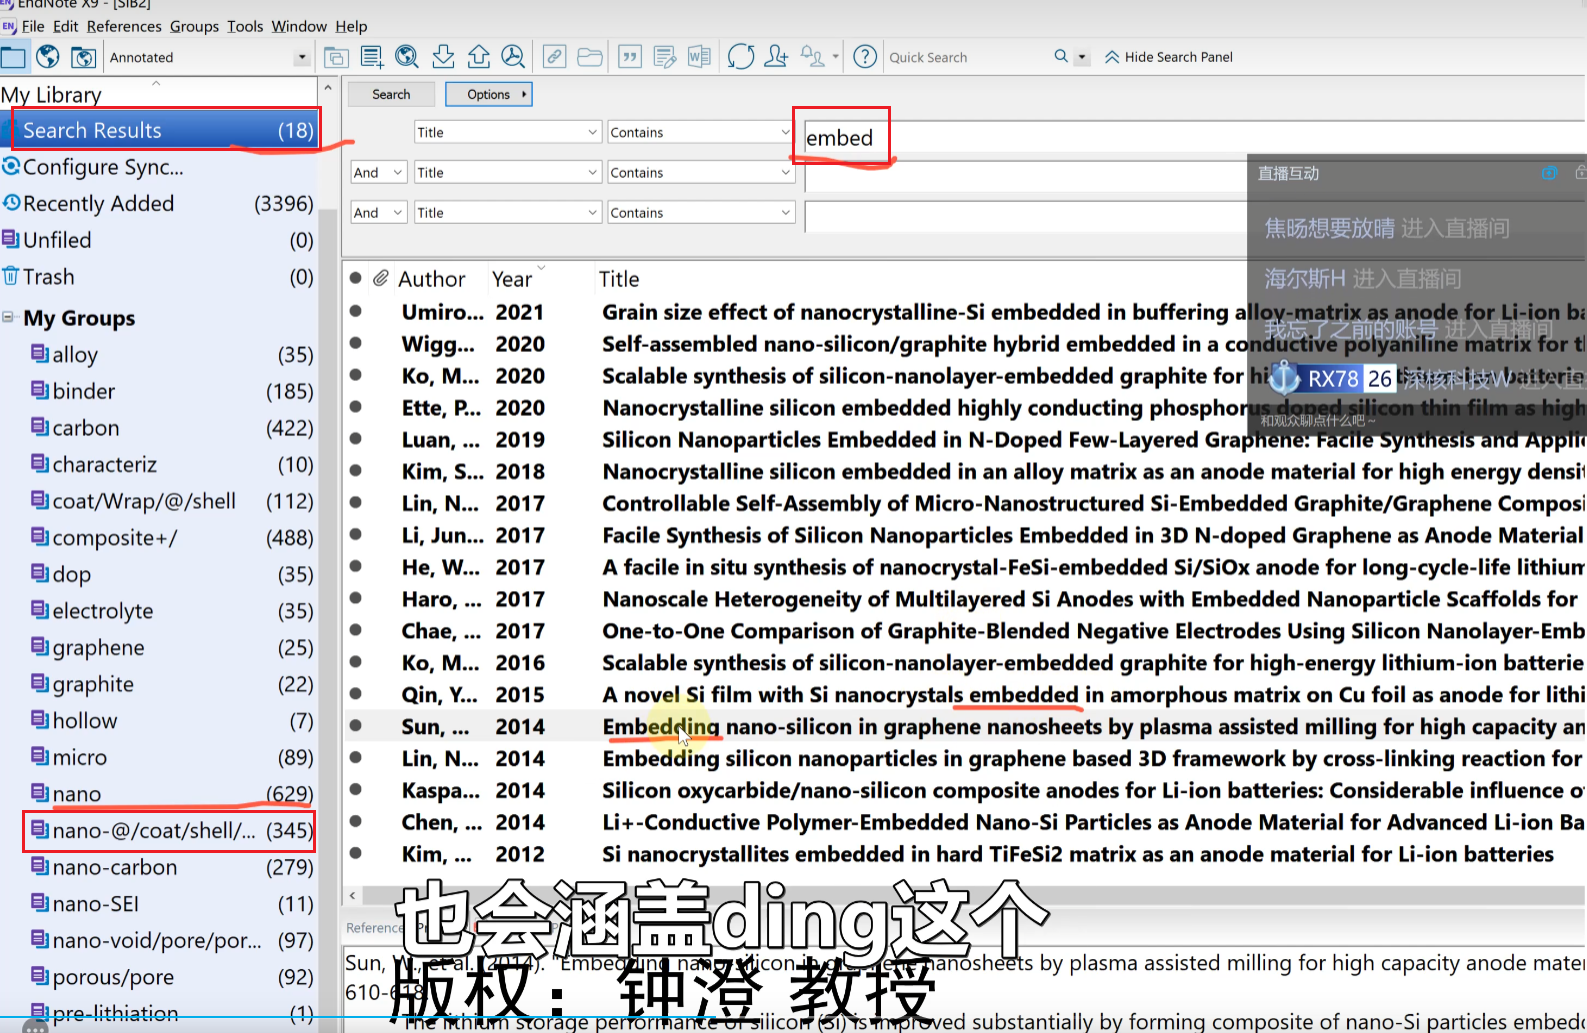 EndNote X9 - [SIB2]
EN File Edit References Groups Tools Window Help
Annotated
Quick Search
Hide Search Panel
My Library
Search Results (18)
Configure Sync...
Recently Added (3396)
Unfiled (0)
Trash (0)
My Groups
alloy (35)
binder (185)
carbon (422)
characteriz (10)
coat/Wrap/@/shell (112)
composite+/ (488)
dop (35)
electrolyte (35)
graphene (25)
graphite (22)
hollow (7)
micro (89)
nano (629)
nano-@/coat/shell/... (345)
nano-carbon (279)
nano-SEI (11)
nano-void/pore/por... (97)
porous/pore (92)
pre-lithiation (1)
Search Options
Title Contains embed
And Title Contains
And Title Contains
直播互动
焦旸想要放晴 进入直播间
海尔斯H 进入直播间
我忘了之前的账号 进入直播间
RX78 26 深核科技W 进入直
和观众聊点什么吧~
Author Year Title
Umiro... 2021 Grain size effect of nanocrystalline-Si embedded in buffering alloy-matrix as anode for Li-ion ba
Wigg... 2020 Self-assembled nano-silicon/graphite hybrid embedded in a conductive polyaniline matrix for th
Ko, M... 2020 Scalable synthesis of silicon-nanolayer-embedded graphite for hi batterie
Ette, P... 2020 Nanocrystalline silicon embedded highly conducting phosphorus doped silicon thin film as high
Luan, ... 2019 Silicon Nanoparticles Embedded in N-Doped Few-Layered Graphene: Facile Synthesis and Applic
Kim, S... 2018 Nanocrystalline silicon embedded in an alloy matrix as an anode material for high energy densit
Lin, N... 2017 Controllable Self-Assembly of Micro-Nanostructured Si-Embedded Graphite/Graphene Composi
Li, Jun... 2017 Facile Synthesis of Silicon Nanoparticles Embedded in 3D N-doped Graphene as Anode Material
He, W... 2017 A facile in situ synthesis of nanocrystal-FeSi-embedded Si/SiOx anode for long-cycle-life lithium
Haro, ... 2017 Nanoscale Heterogeneity of Multilayered Si Anodes with Embedded Nanoparticle Scaffolds for
Chae, ... 2017 One-to-One Comparison of Graphite-Blended Negative Electrodes Using Silicon Nanolayer-Emb
Ko, M... 2016 Scalable synthesis of silicon-nanolayer-embedded graphite for high-energy lithium-ion batterie
Qin, Y... 2015 A novel Si film with Si nanocrystals embedded in amorphous matrix on Cu foil as anode for lithi
Sun, ... 2014 Embedding nano-silicon in graphene nanosheets by plasma assisted milling for high capacity an
Lin, N... 2014 Embedding silicon nanoparticles in graphene based 3D framework by cross-linking reaction for
Kaspa... 2014 Silicon oxycarbide/nano-silicon composite anodes for Li-ion batteries: Considerable influence o
Chen, ... 2014 Li+-Conductive Polymer-Embedded Nano-Si Particles as Anode Material for Advanced Li-ion Ba
Kim, ... 2012 Si nanocrystallites embedded in hard TiFeSi2 matrix as an anode material for Li-ion batteries
也会涵盖ding这个
Reference
Sun, W., et al. (2014). "Embedding nano-silicon in graphene nanosheets by plasma assisted milling for high capacity anode mater
610-618.
版权：钟澄 教授
The lithium storage performance of silicon (Si) is improved substantially by forming composite of nano-Si particles embedd